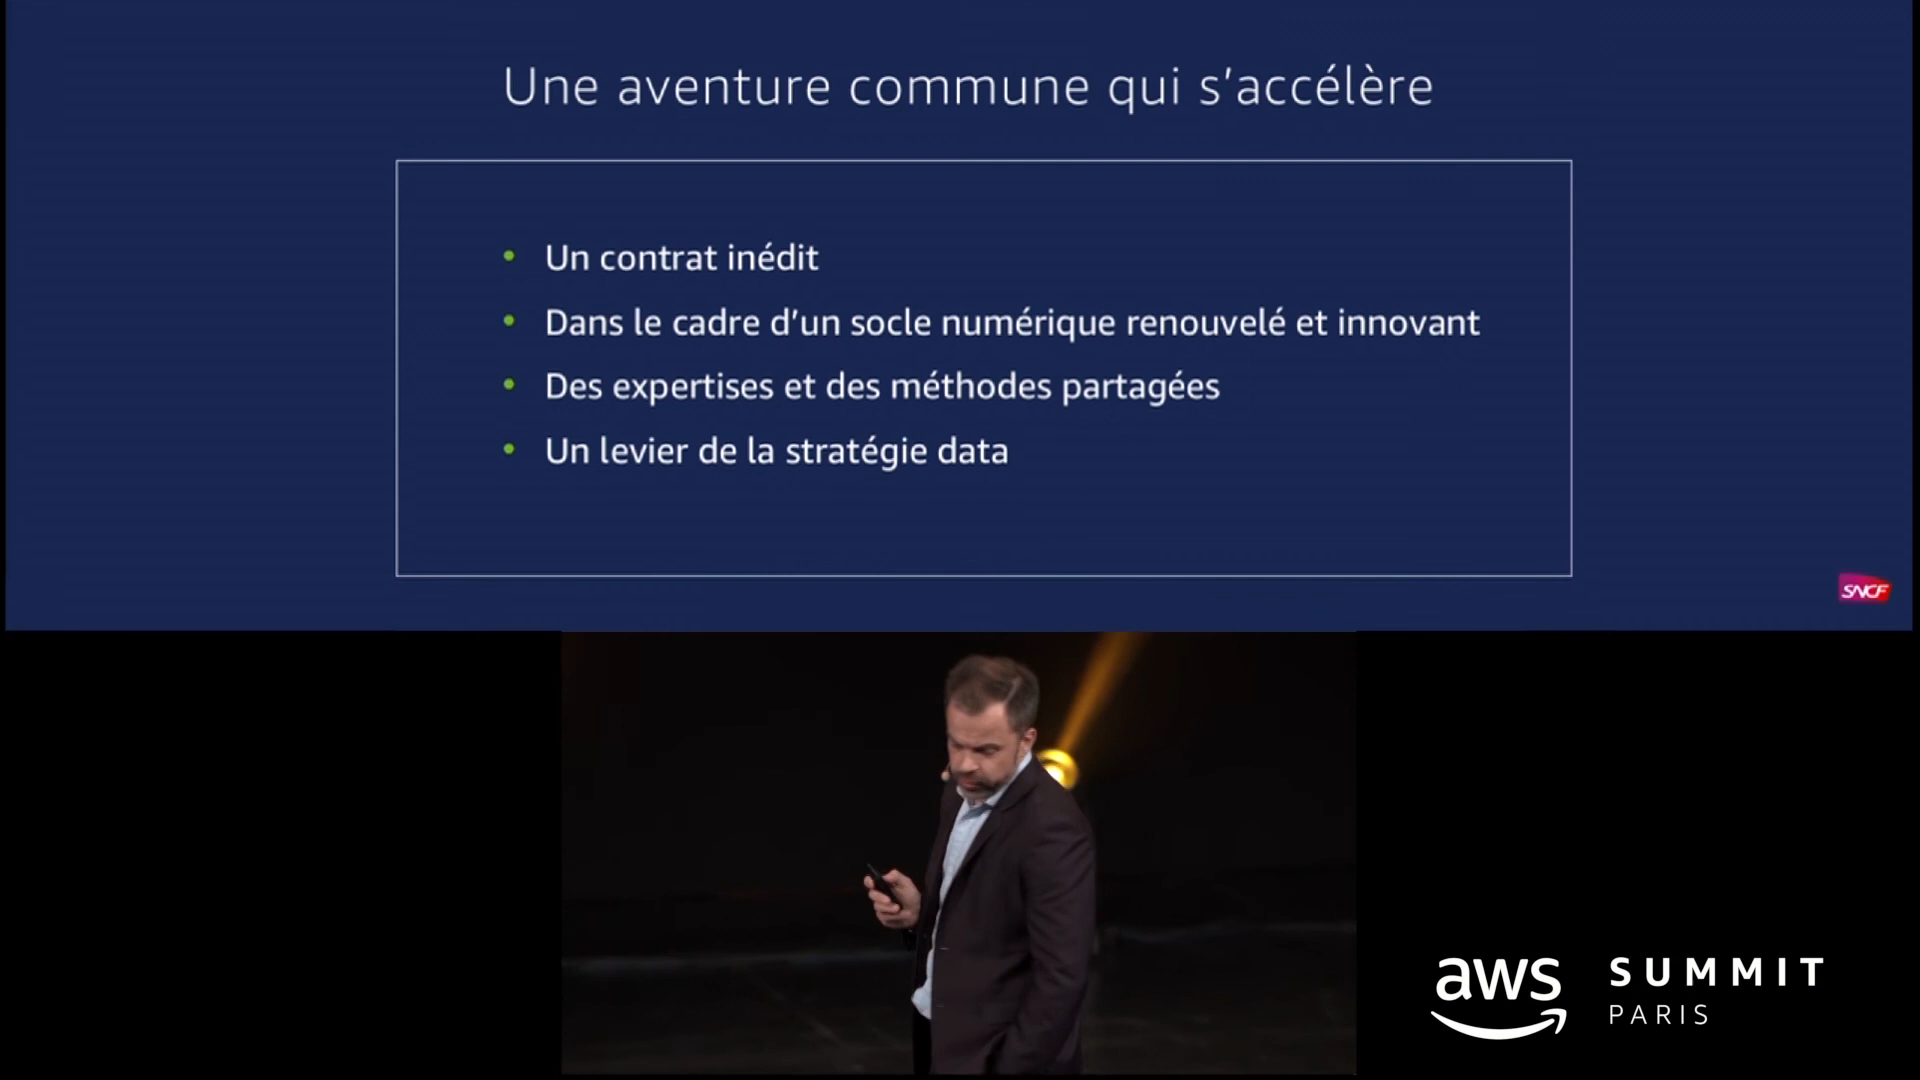 Une aventure commune qui s’accélère
• Un contrat inédit
• Dans le cadre d’un socle numérique renouvelé et innovant
• Des expertises et des méthodes partagées
• Un levier de la stratégie data
SNCF
aws SUMMIT
PARIS